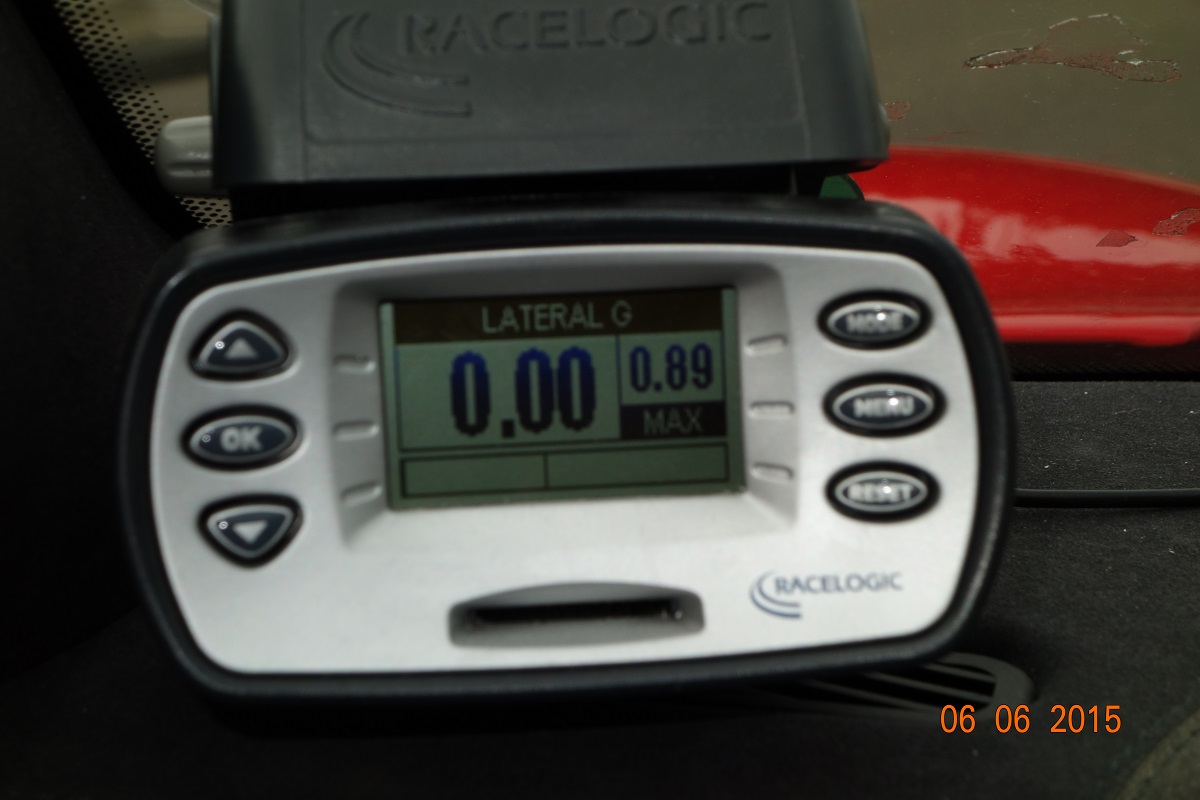 RACELOGIC
LATERAL G
0.00
0.89
MAX
OK
MODE
MENU
RESET
RACELOGIC
06 06 2015